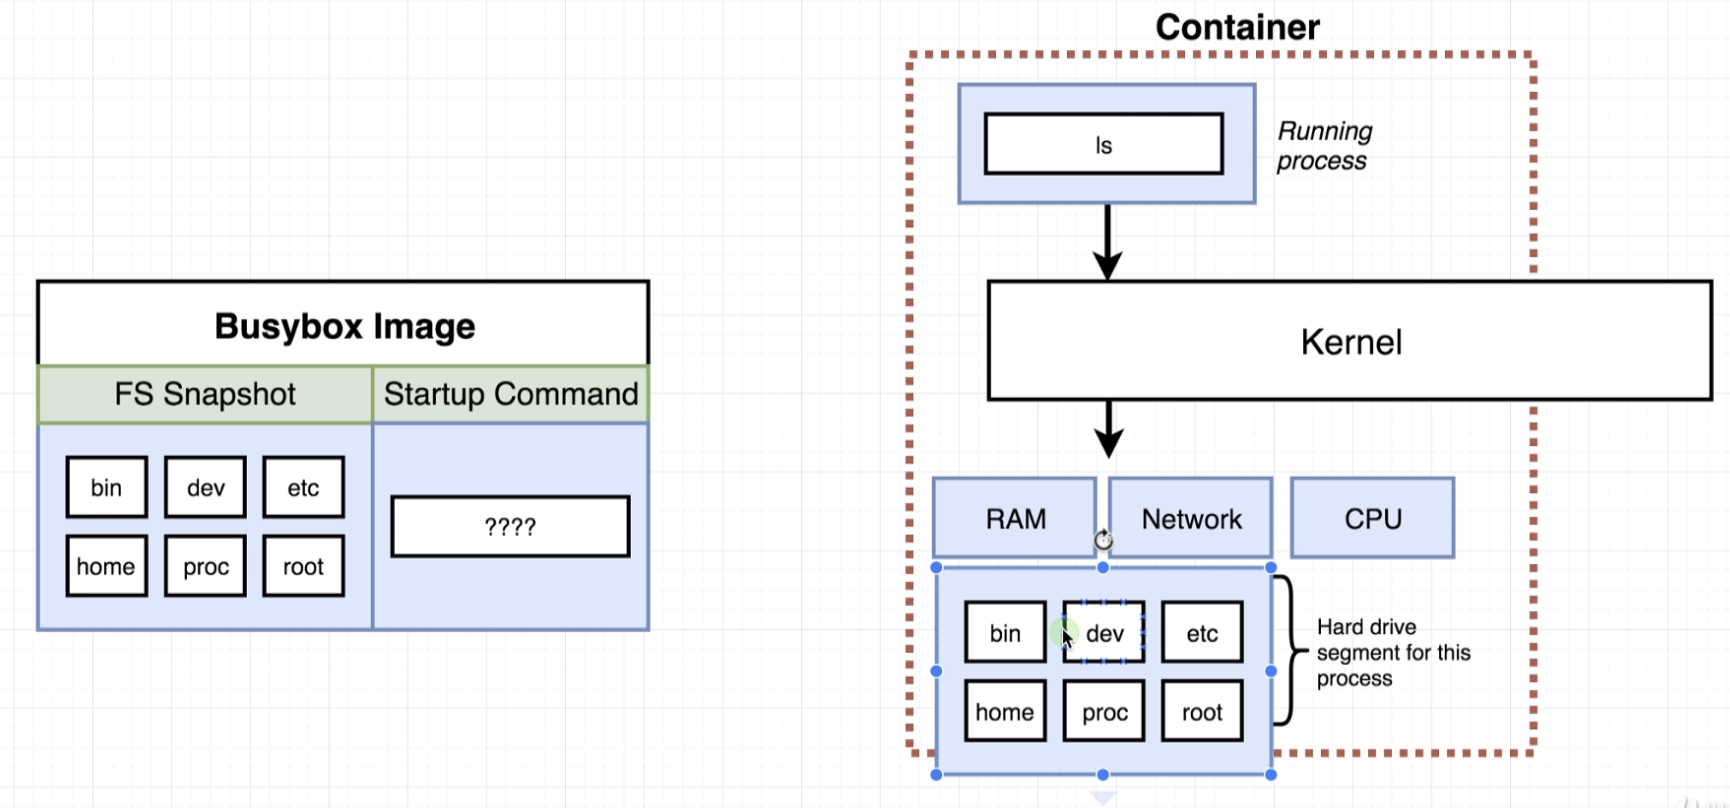 Container
ls
Running
process
Kernel
Busybox Image
FS Snapshot
Startup Command
bin
dev
etc
home
proc
root
????
RAM
Network
CPU
bin
dev
etc
home
proc
root
Hard drive
segment for this
process